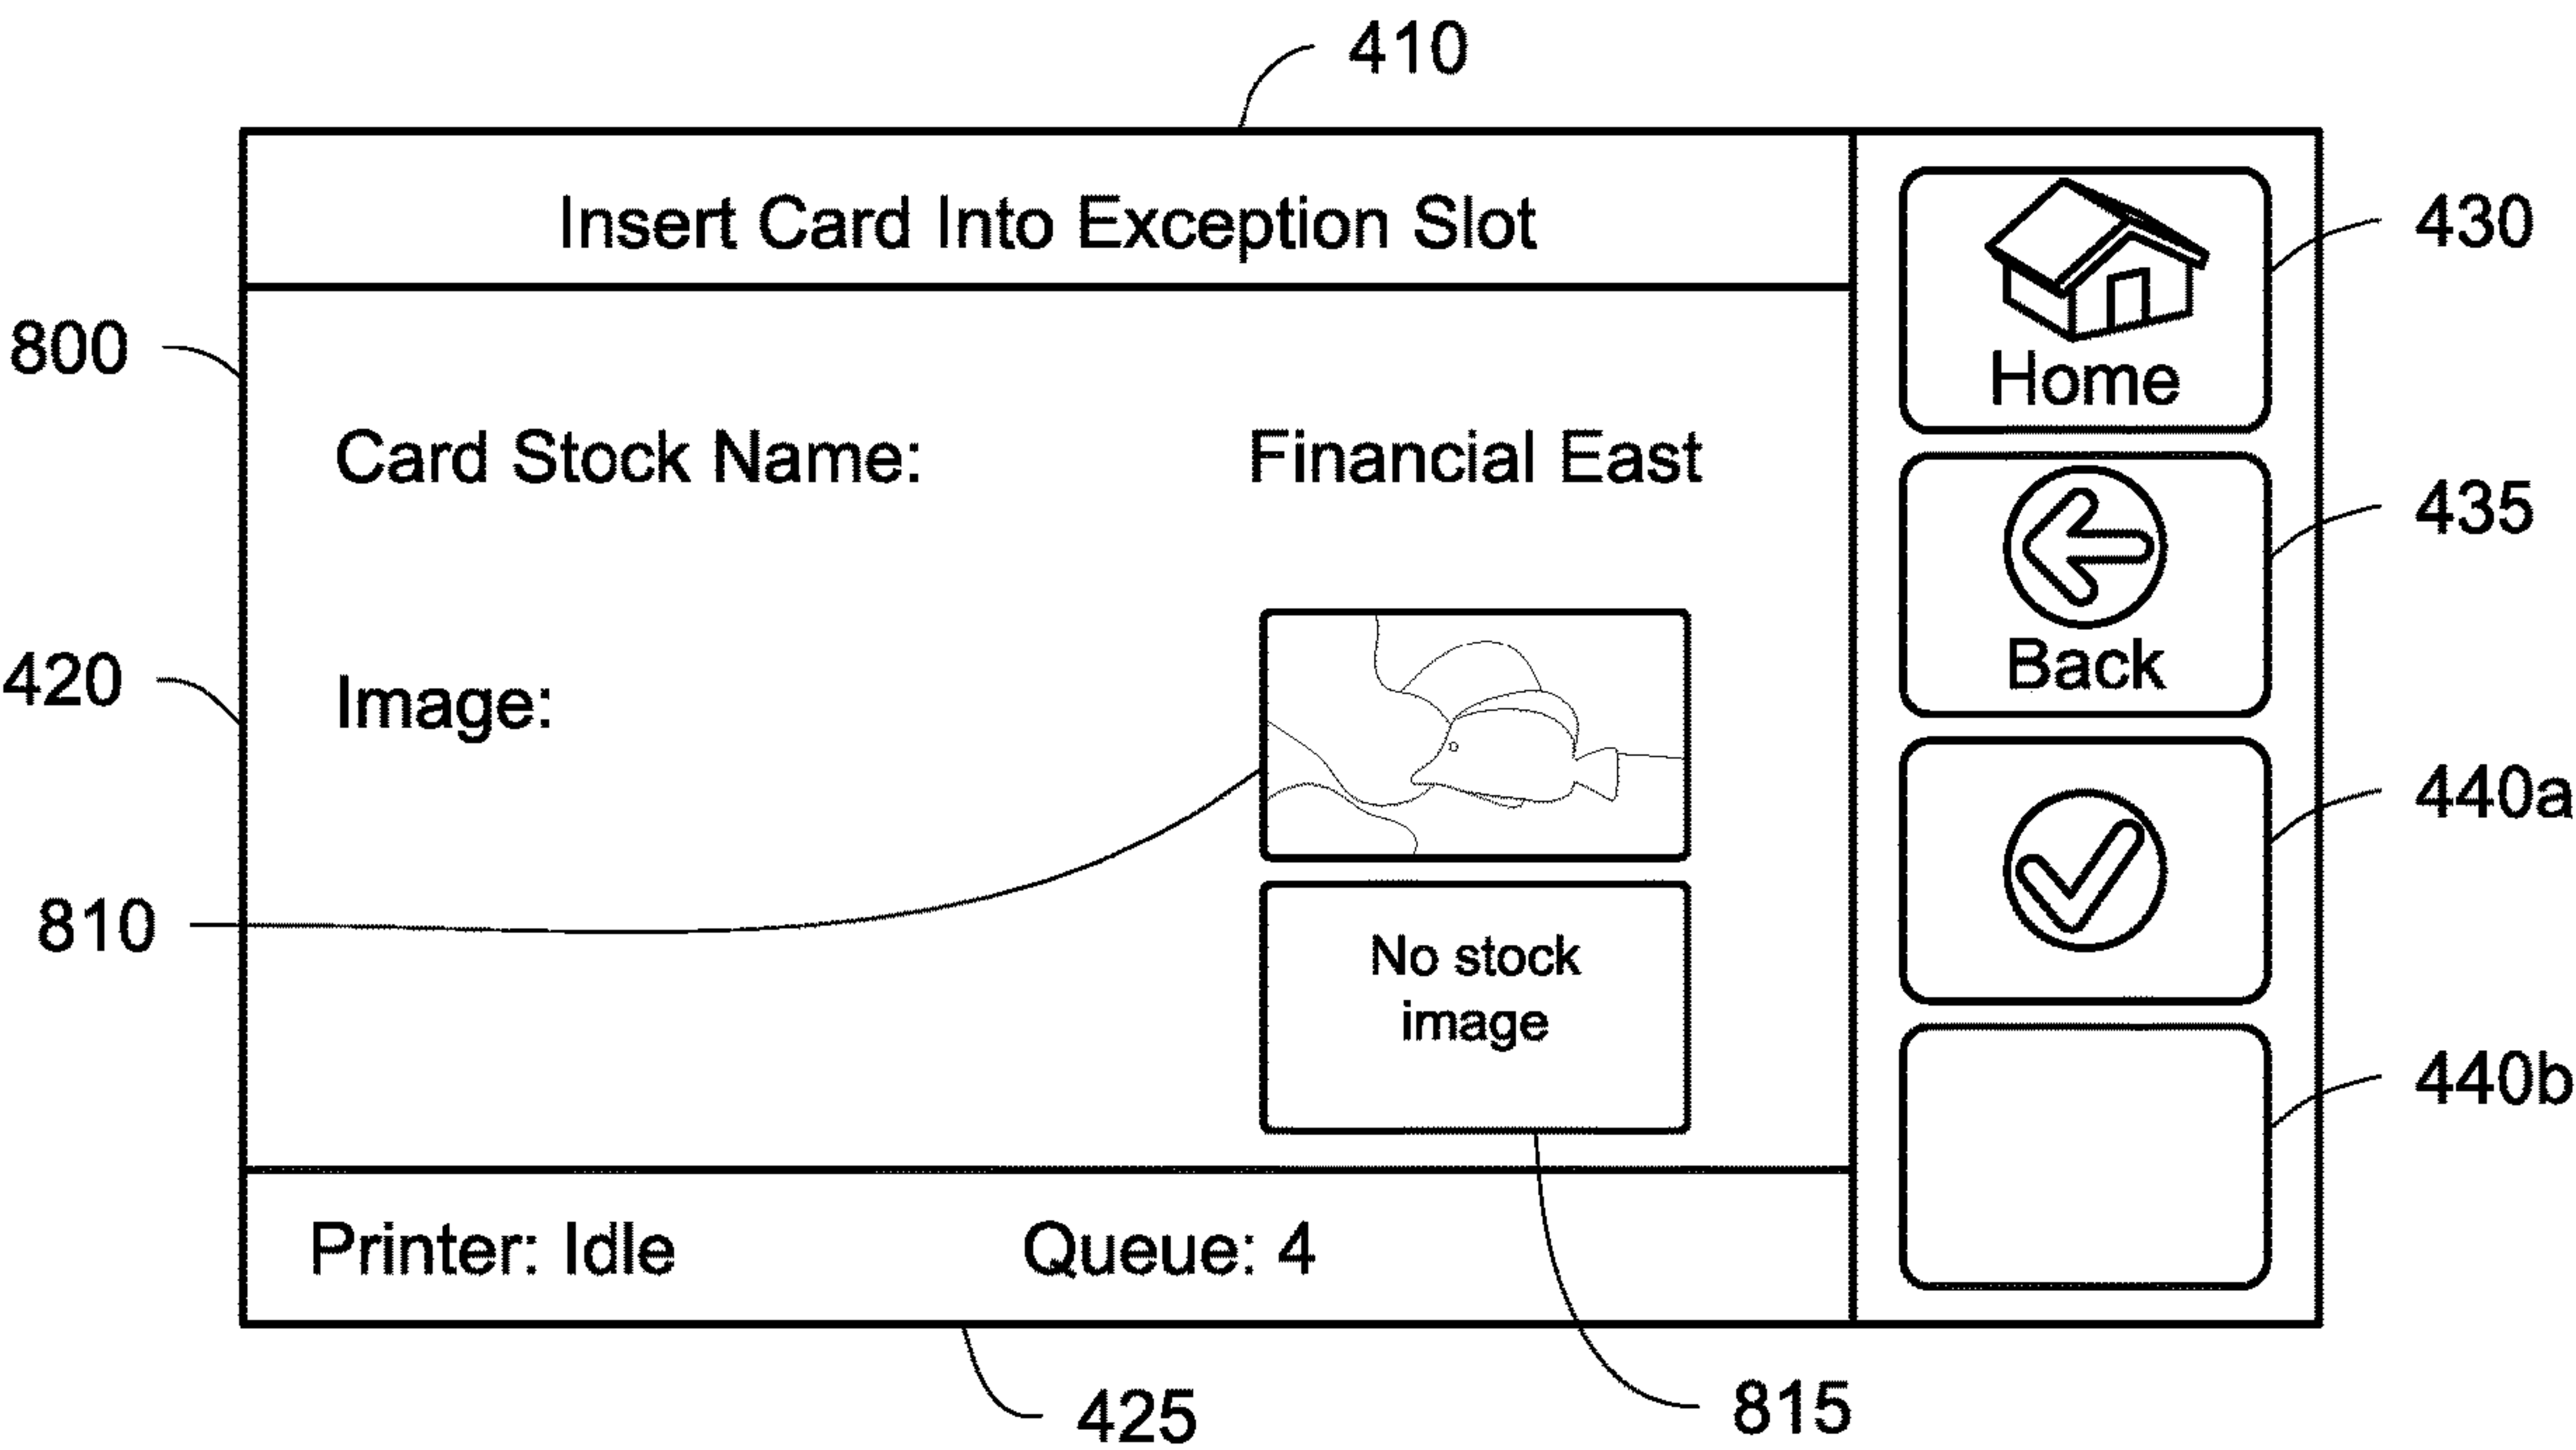 410
Insert Card Into Exception Slot
430
Home
800
Card Stock Name: Financial East
435
Back
420
Image:
440a
810
No stock
image
440b
Printer: Idle Queue: 4
425
815